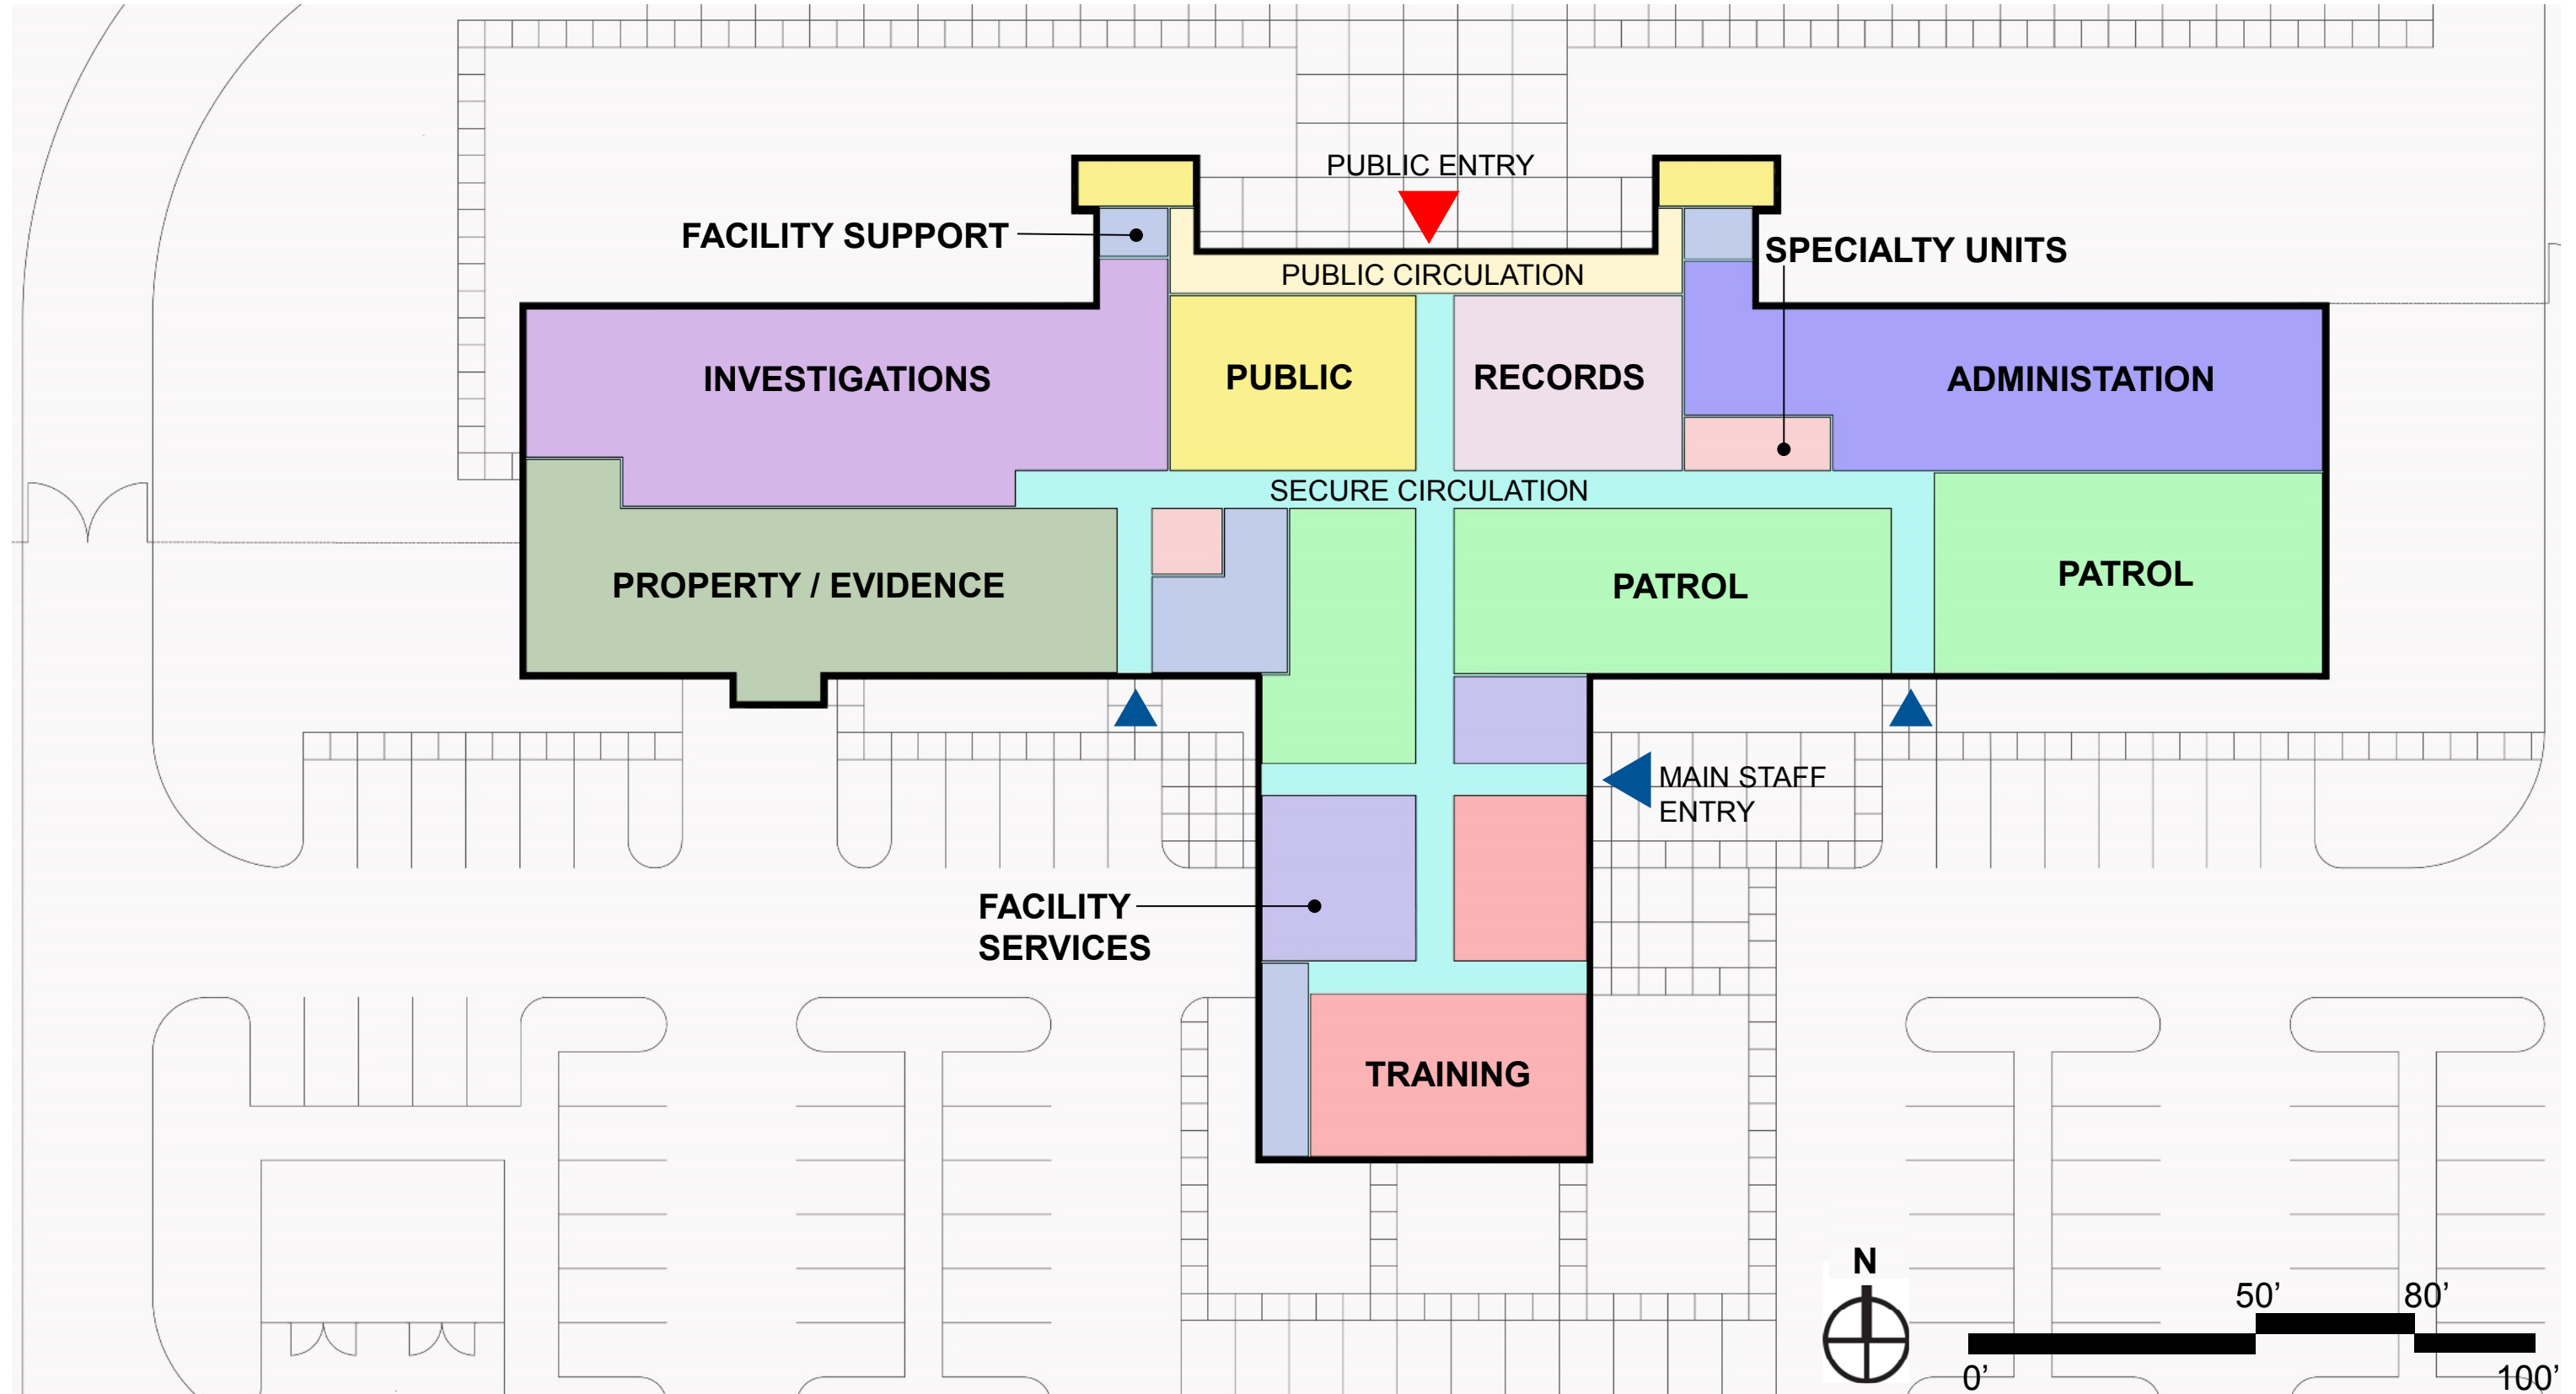 PUBLIC ENTRY
FACILITY SUPPORT
SPECIALTY UNITS
PUBLIC CIRCULATION
INVESTIGATIONS
PUBLIC
RECORDS
ADMINISTATION
SECURE CIRCULATION
PROPERTY / EVIDENCE
PATROL
PATROL
MAIN STAFF
ENTRY
FACILITY
SERVICES
TRAINING
N
50’
80’
0’
100’